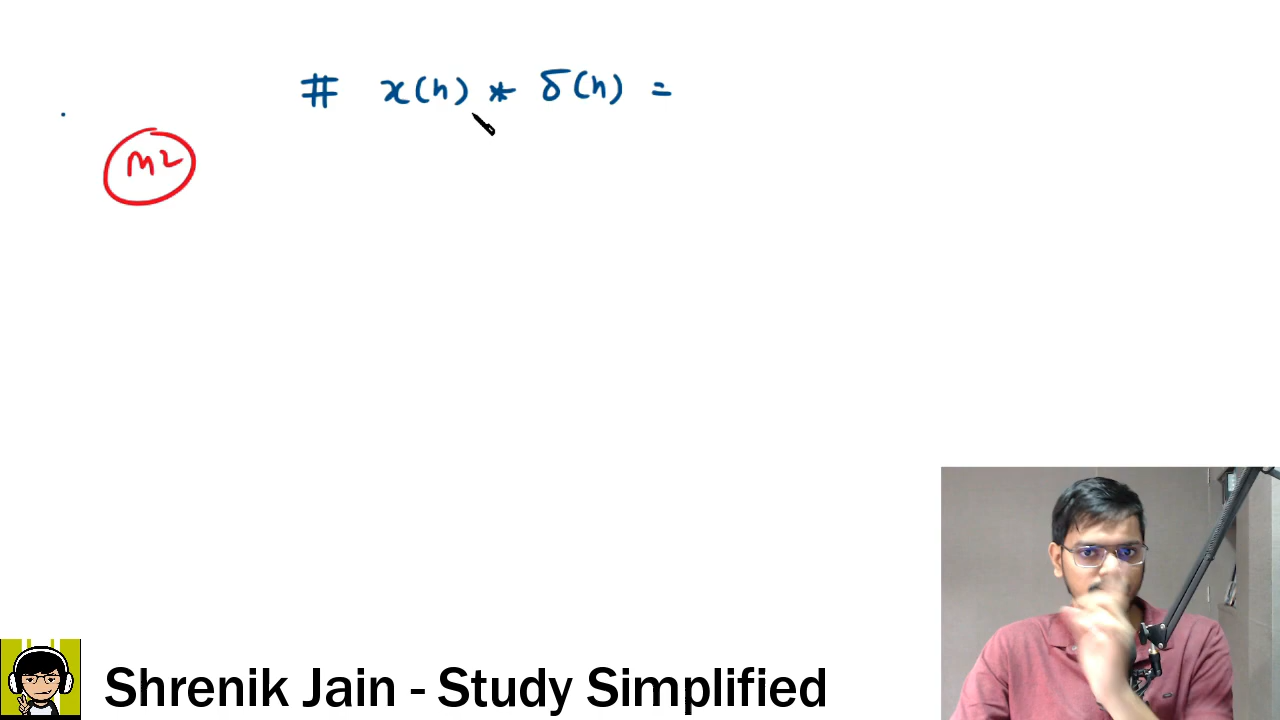 # x(n) * δ(n) =
M2
Shrenik Jain - Study Simplified